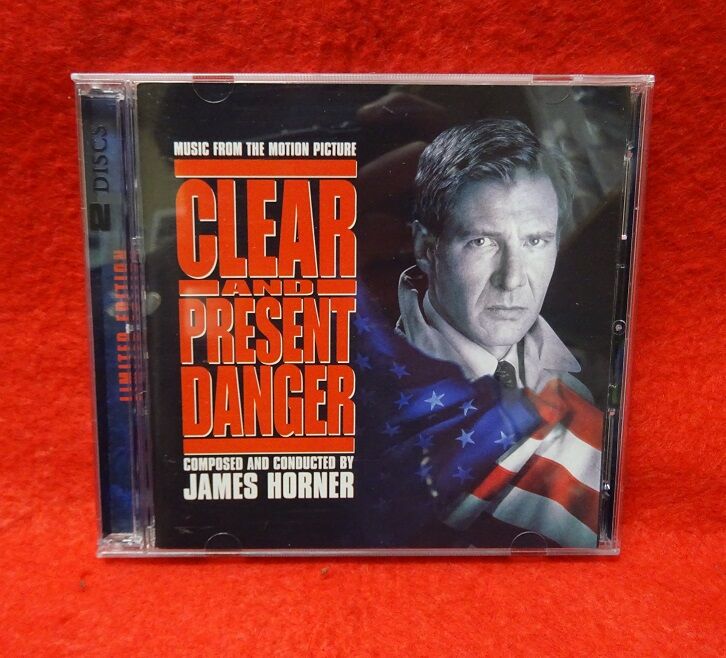 2 DISCS
LIMITED EDITION
MUSIC FROM THE MOTION PICTURE
CLEAR
AND
PRESENT
DANGER
COMPOSED AND CONDUCTED BY
JAMES HORNER